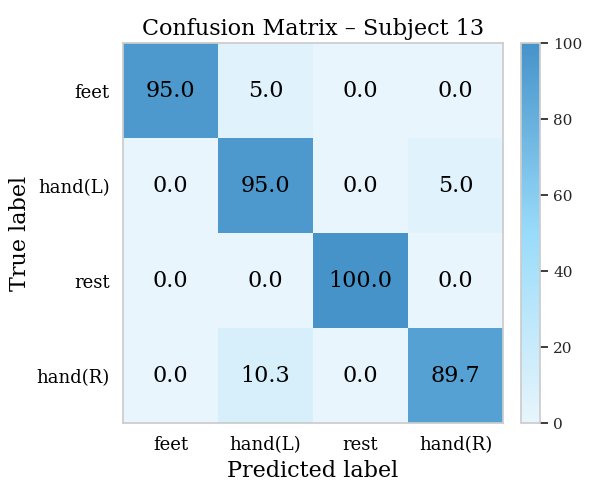 Confusion Matrix – Subject 13
feet 95.0 5.0 0.0 0.0
hand(L) 0.0 95.0 0.0 5.0
rest 0.0 0.0 100.0 0.0
hand(R) 0.0 10.3 0.0 89.7
feet hand(L) rest hand(R)
Predicted label
True label
100
80
60
40
20
0